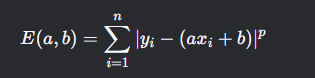 E(a, b) = \sum_{i=1}^{n} |y_i - (ax_i + b)|^p